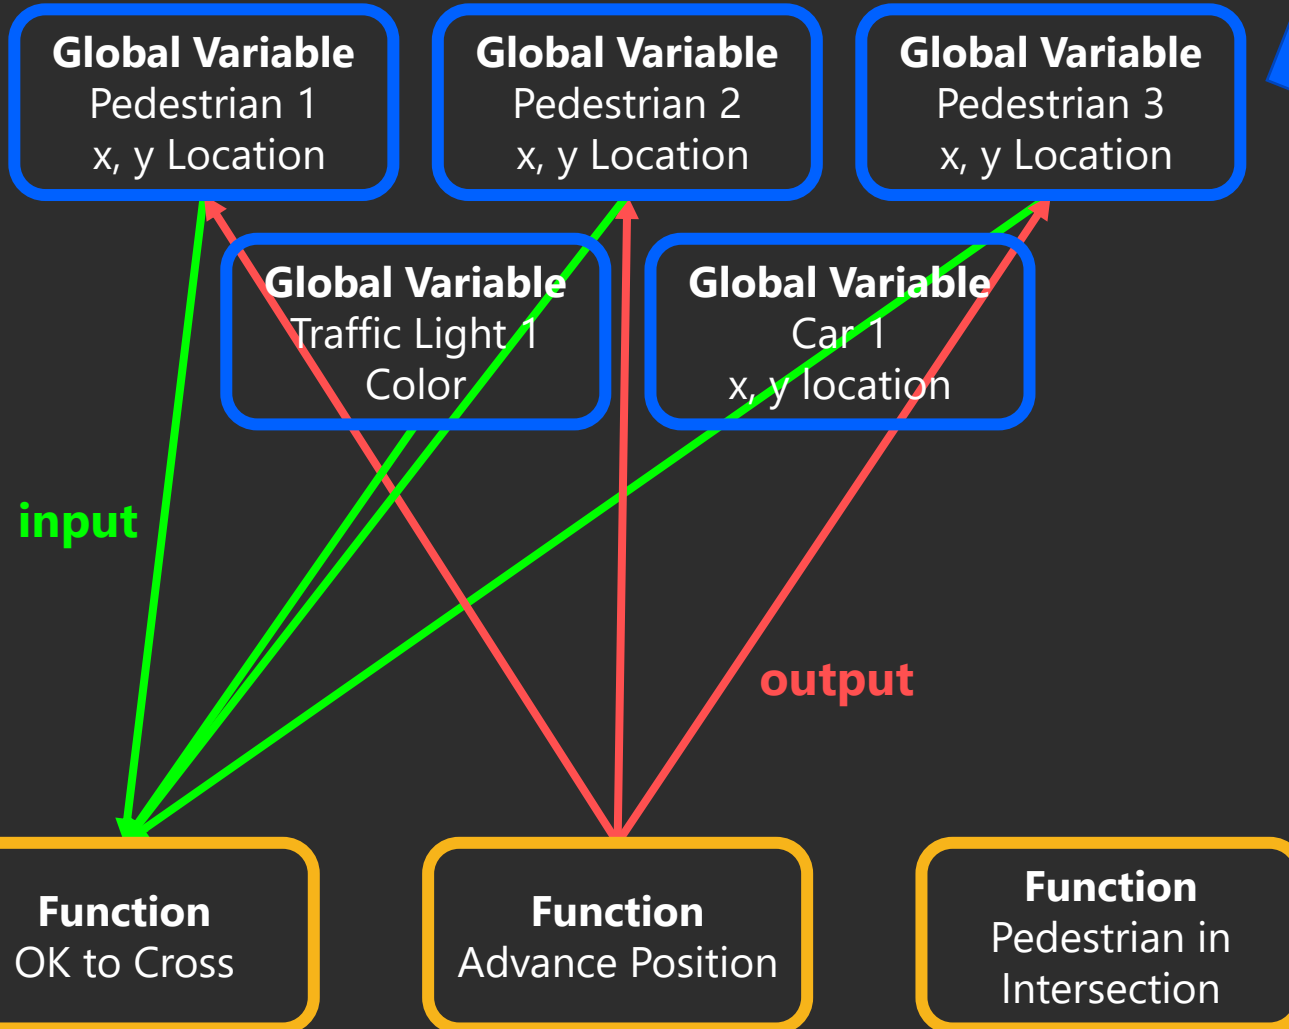 Global Variable
Pedestrian 1
x, y Location
Global Variable
Pedestrian 2
x, y Location
Global Variable
Pedestrian 3
x, y Location
Global Variable
Traffic Light 1
Color
Global Variable
Car 1
x, y location
input
output
Function
OK to Cross
Function
Advance Position
Function
Pedestrian in
Intersection